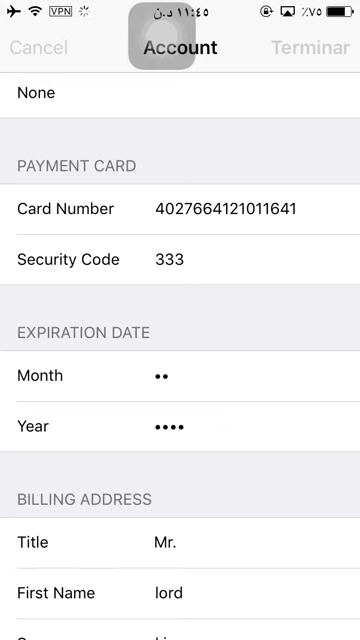 VPN ١١:٤٥ د.ن ٪٧٥
Cancel Account Terminar
None
PAYMENT CARD
Card Number 4027664121011641
Security Code 333
EXPIRATION DATE
Month ••
Year ••••
BILLING ADDRESS
Title Mr.
First Name lord